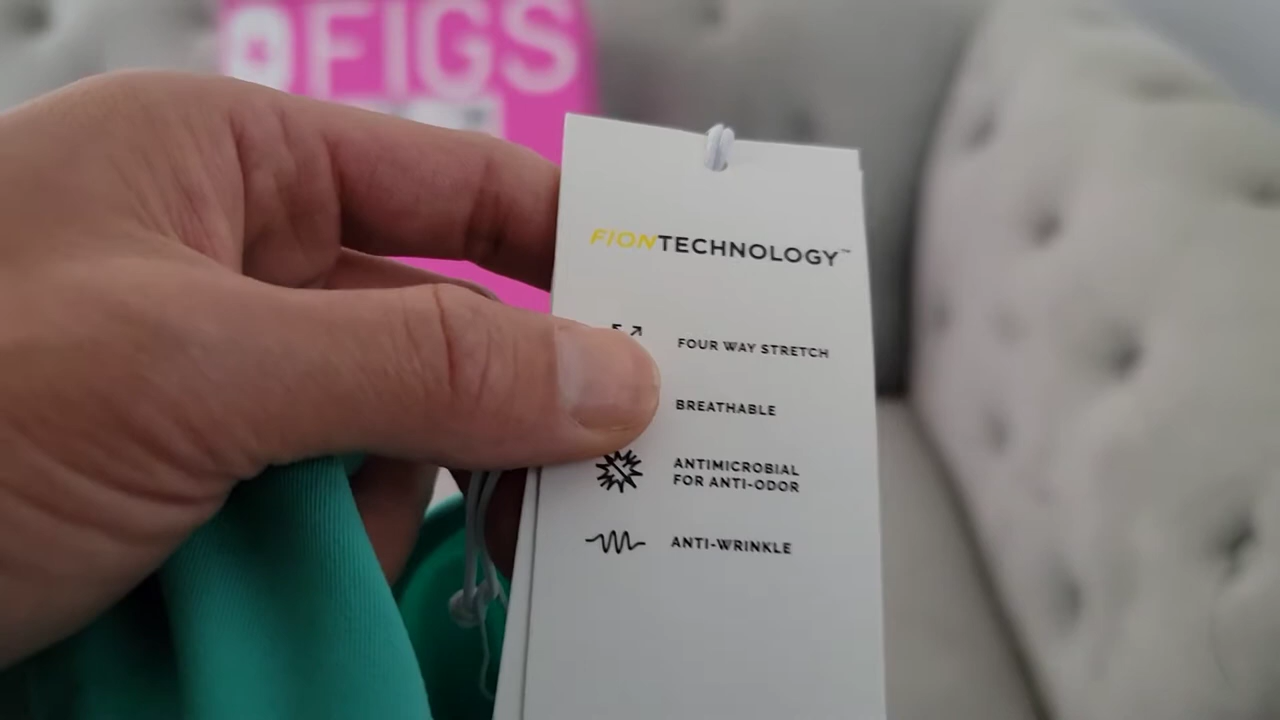 FIGS
FIONTECHNOLOGY™
FOUR WAY STRETCH
BREATHABLE
ANTIMICROBIAL
FOR ANTI-ODOR
ANTI-WRINKLE